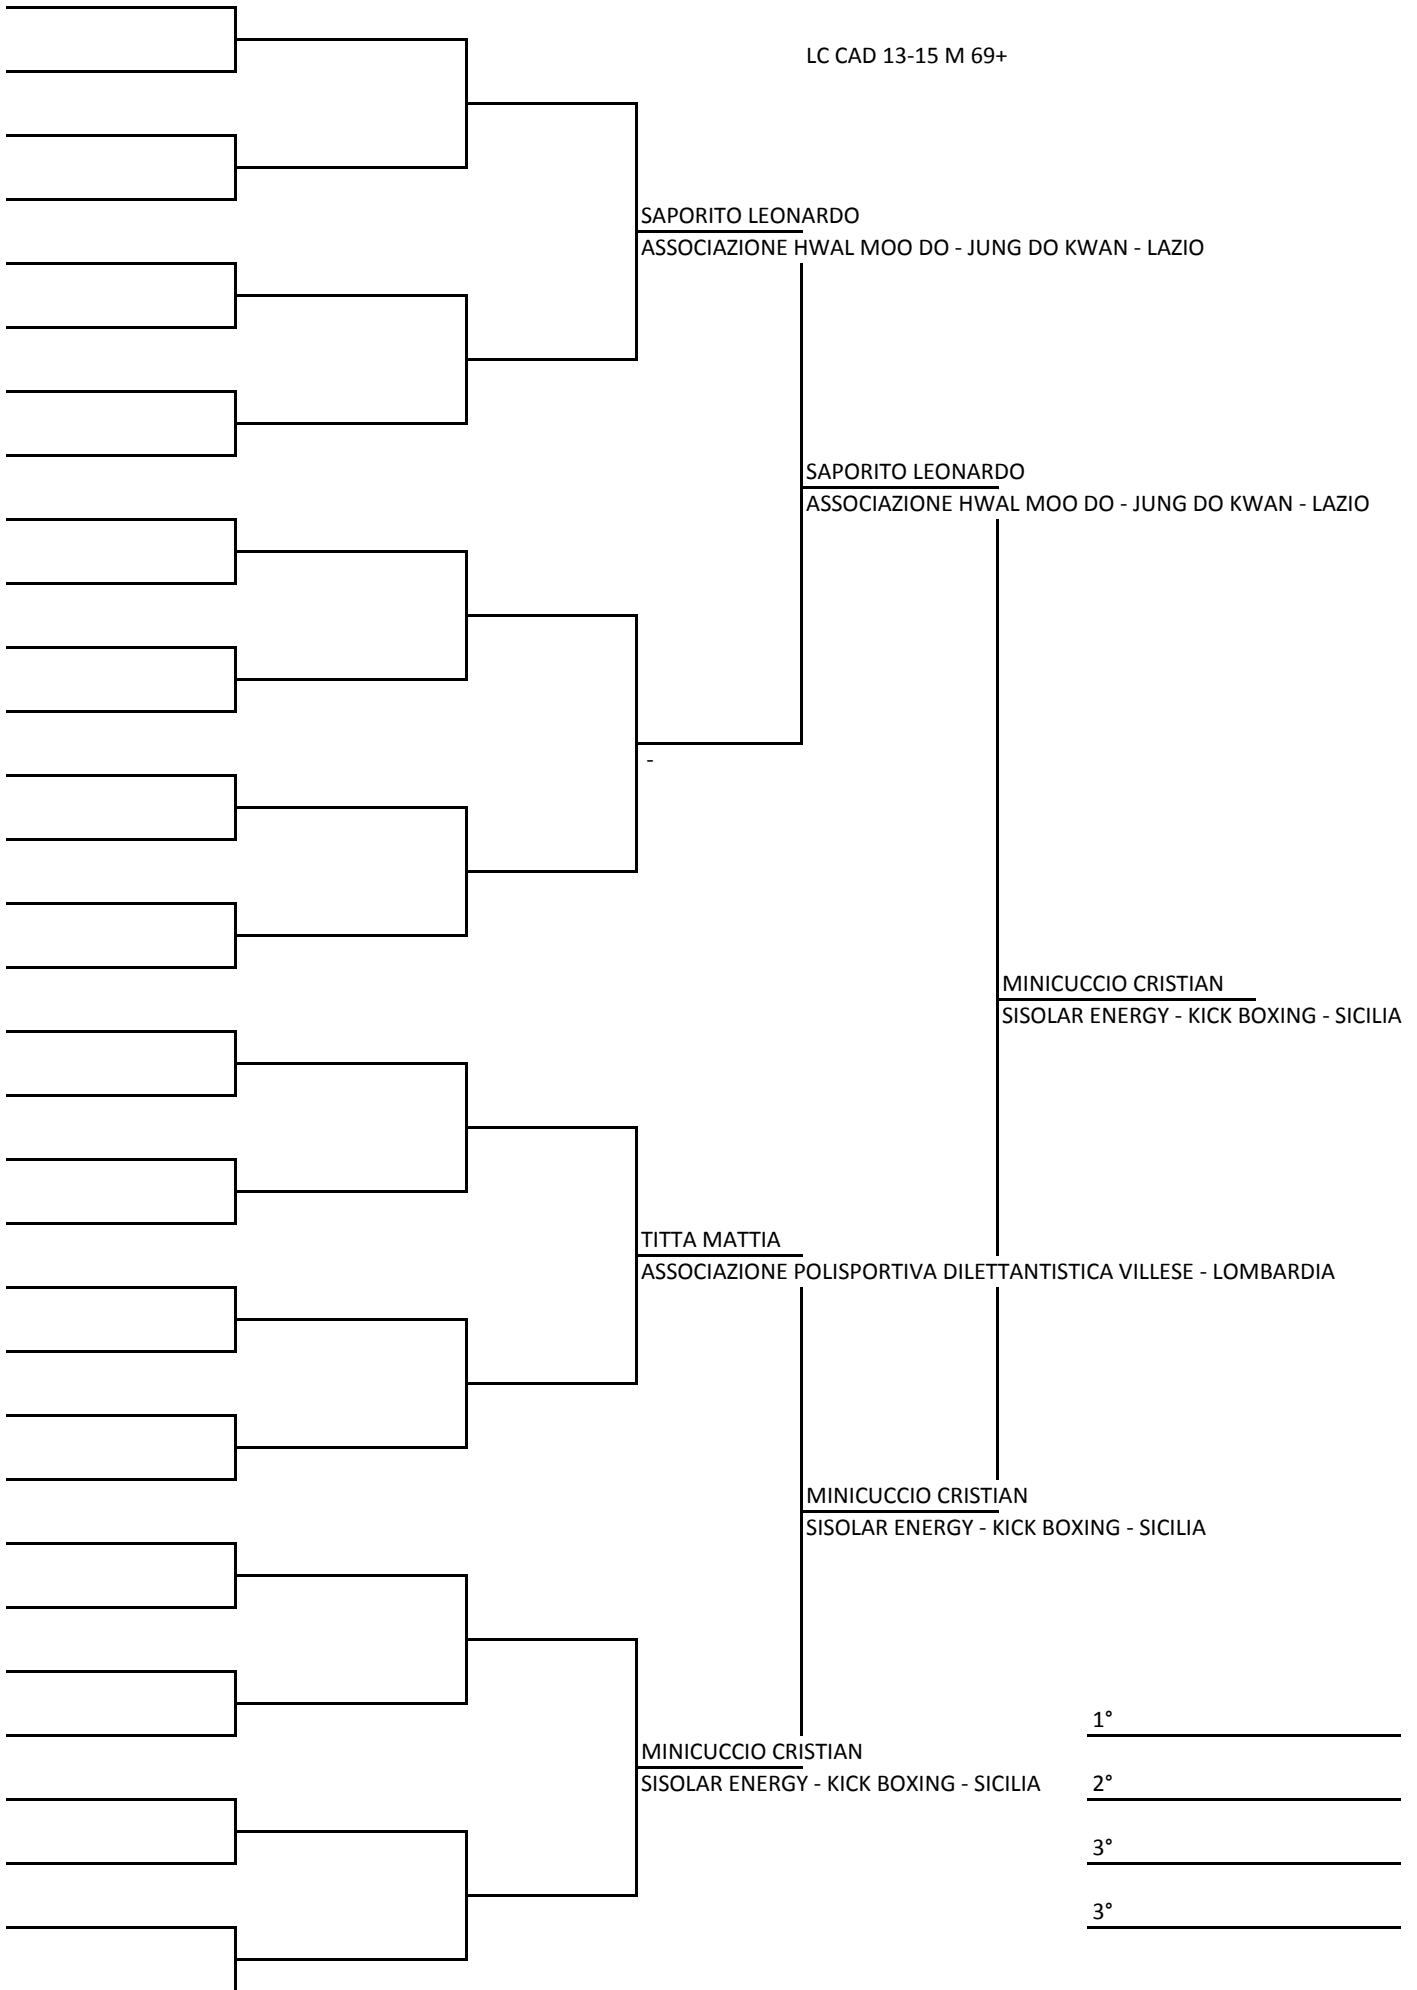 LC CAD 13-15 M 69+
SAPORITO LEONARDO
ASSOCIAZIONE HWAL MOO DO - JUNG DO KWAN - LAZIO
SAPORITO LEONARDO
ASSOCIAZIONE HWAL MOO DO - JUNG DO KWAN - LAZIO
-
MINICUCCIO CRISTIAN
SISOLAR ENERGY - KICK BOXING - SICILIA
TITTA MATTIA
ASSOCIAZIONE POLISPORTIVA DILETTANTISTICA VILLESE - LOMBARDIA
MINICUCCIO CRISTIAN
SISOLAR ENERGY - KICK BOXING - SICILIA
1°
MINICUCCIO CRISTIAN
SISOLAR ENERGY - KICK BOXING - SICILIA
2°
3°
3°